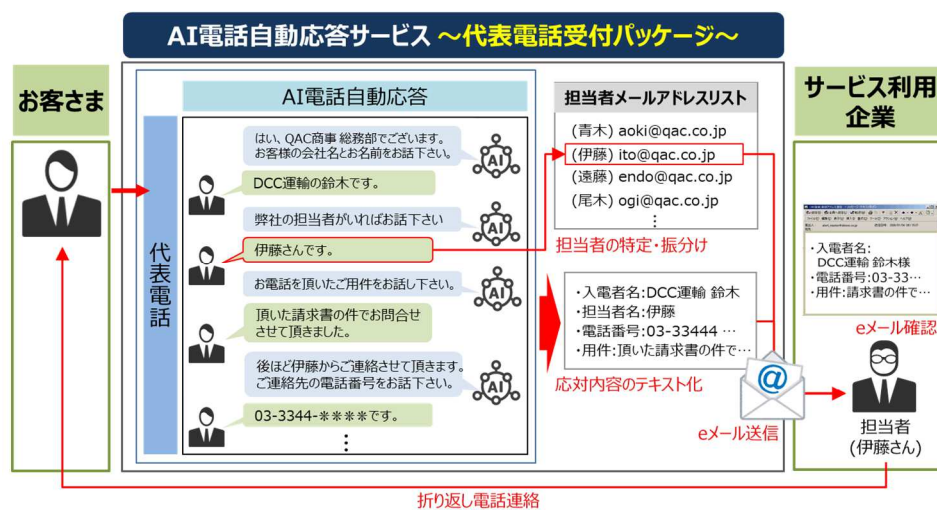 AI電話自動応答サービス ～代表電話受付パッケージ～
お客さま
AI電話自動応答
代表電話
はい、QAC商事 総務部でございます。
お客様の会社名とお名前をお話下さい。
AI
DCC運輸の鈴木です。
弊社の担当者がいればお話下さい
AI
伊藤さんです。
お電話を頂いたご用件をお話し下さい。
AI
頂いた請求書の件でお問合せ
させて頂きました。
後ほど伊藤からご連絡させて頂きます。
ご連絡先の電話番号をお話下さい。
AI
03-3344-＊＊＊＊です。
⋮
担当者メールアドレスリスト
(青木) aoki@qac.co.jp
(伊藤) ito@qac.co.jp
(遠藤) endo@qac.co.jp
(尾木) ogi@qac.co.jp
⋮
担当者の特定・振分け
・入電者名:DCC運輸 鈴木
・担当者名:伊藤
・電話番号:03-33444 …
・用件:頂いた請求書の件で…
応対内容のテキスト化
@
eメール送信
サービス利用
企業
・入電者名:
DCC運輸 鈴木様
・電話番号:03-33…
・用件:請求書の件で…
eメール確認
担当者
(伊藤さん)
折り返し電話連絡